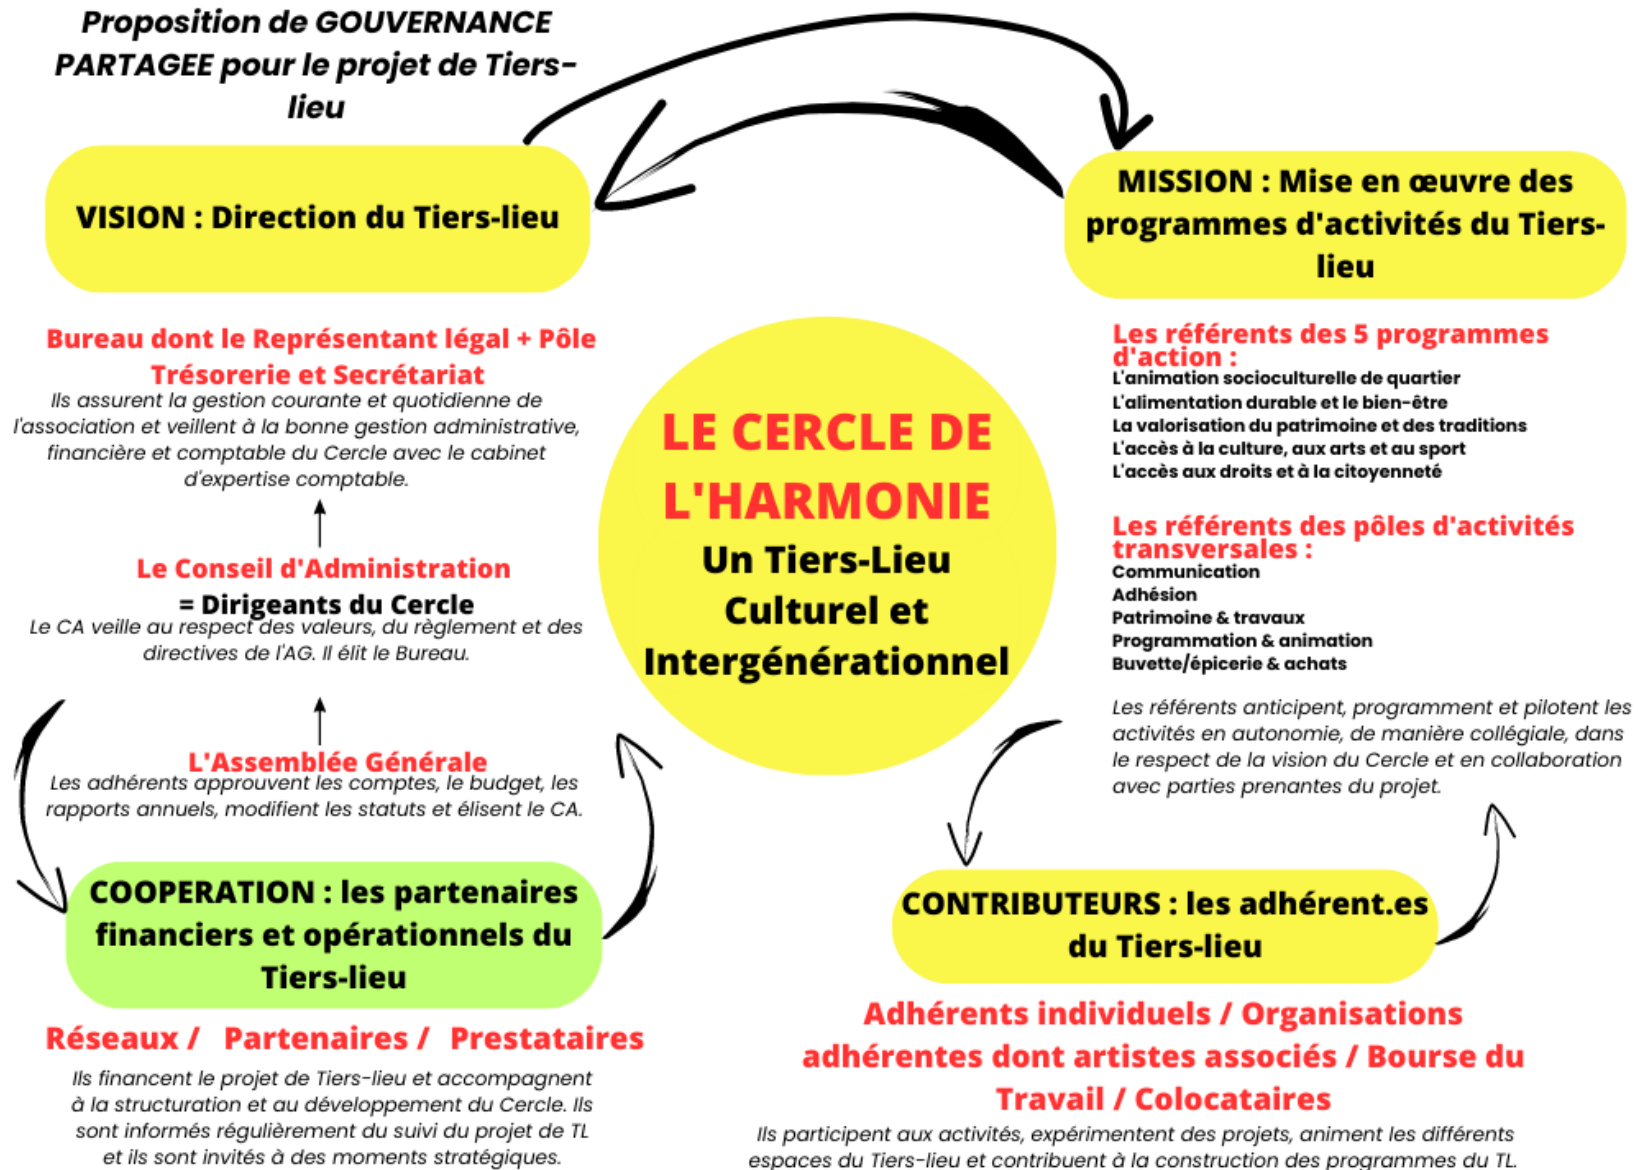 Proposition de GOUVERNANCE
PARTAGEE pour le projet de Tiers-
lieu
VISION : Direction du Tiers-lieu
MISSION : Mise en œuvre des
programmes d'activités du Tiers-
lieu
Bureau dont le Représentant légal + Pôle
Trésorerie et Secrétariat
Ils assurent la gestion courante et quotidienne de
l'association et veillent à la bonne gestion administrative,
financière et comptable du Cercle avec le cabinet
d'expertise comptable.
Le Conseil d'Administration
= Dirigeants du Cercle
Le CA veille au respect des valeurs, du règlement et des
directives de l'AG. Il élit le Bureau.
L'Assemblée Générale
Les adhérents approuvent les comptes, le budget, les
rapports annuels, modifient les statuts et élisent le CA.
LE CERCLE DE
L'HARMONIE
Un Tiers-Lieu
Culturel et
Intergénérationnel
Les référents des 5 programmes
d'action :
L'animation socioculturelle de quartier
L'alimentation durable et le bien-être
La valorisation du patrimoine et des traditions
L'accès à la culture, aux arts et au sport
L'accès aux droits et à la citoyenneté
Les référents des pôles d'activités
transversales :
Communication
Adhésion
Patrimoine & travaux
Programmation & animation
Buvette/épicerie & achats
Les référents anticipent, programment et pilotent les
activités en autonomie, de manière collégiale, dans
le respect de la vision du Cercle et en collaboration
avec parties prenantes du projet.
COOPERATION : les partenaires
financiers et opérationnels du
Tiers-lieu
Réseaux / Partenaires / Prestataires
Ils financent le projet de Tiers-lieu et accompagnent
à la structuration et au développement du Cercle. Ils
sont informés régulièrement du suivi du projet de TL
et ils sont invités à des moments stratégiques.
CONTRIBUTEURS : les adhérent.es
du Tiers-lieu
Adhérents individuels / Organisations
adhérentes dont artistes associés / Bourse du
Travail / Colocataires
Ils participent aux activités, expérimentent des projets, animent les différents
espaces du Tiers-lieu et contribuent à la construction des programmes du TL.